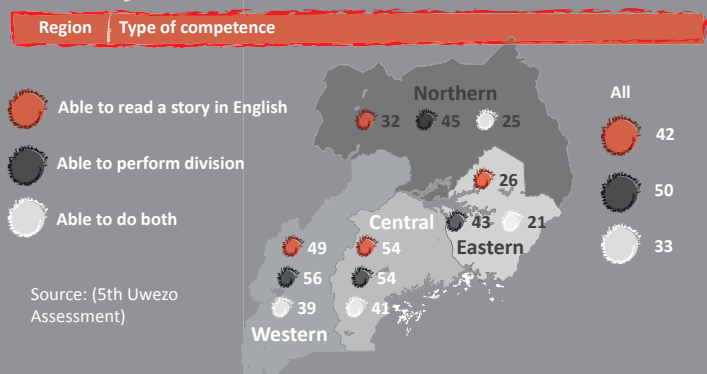 Region Type of competence
Able to read a story in English
Able to perform division
Able to do both
Source: (5th Uwezo
Assessment)
Northern
32 45 25
26
Central
43 21
Eastern
49 54
56 54
39 41
Western
All
42
50
33